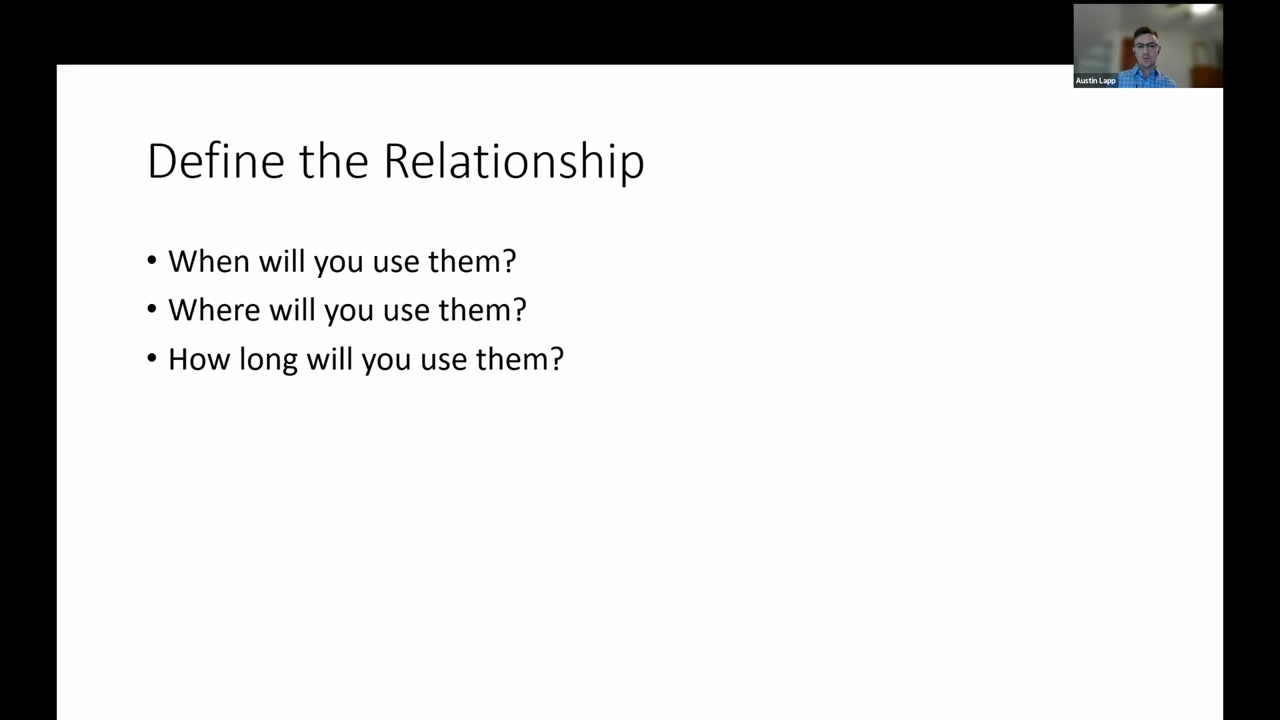 Austin Lapp
Define the Relationship
• When will you use them?
• Where will you use them?
• How long will you use them?